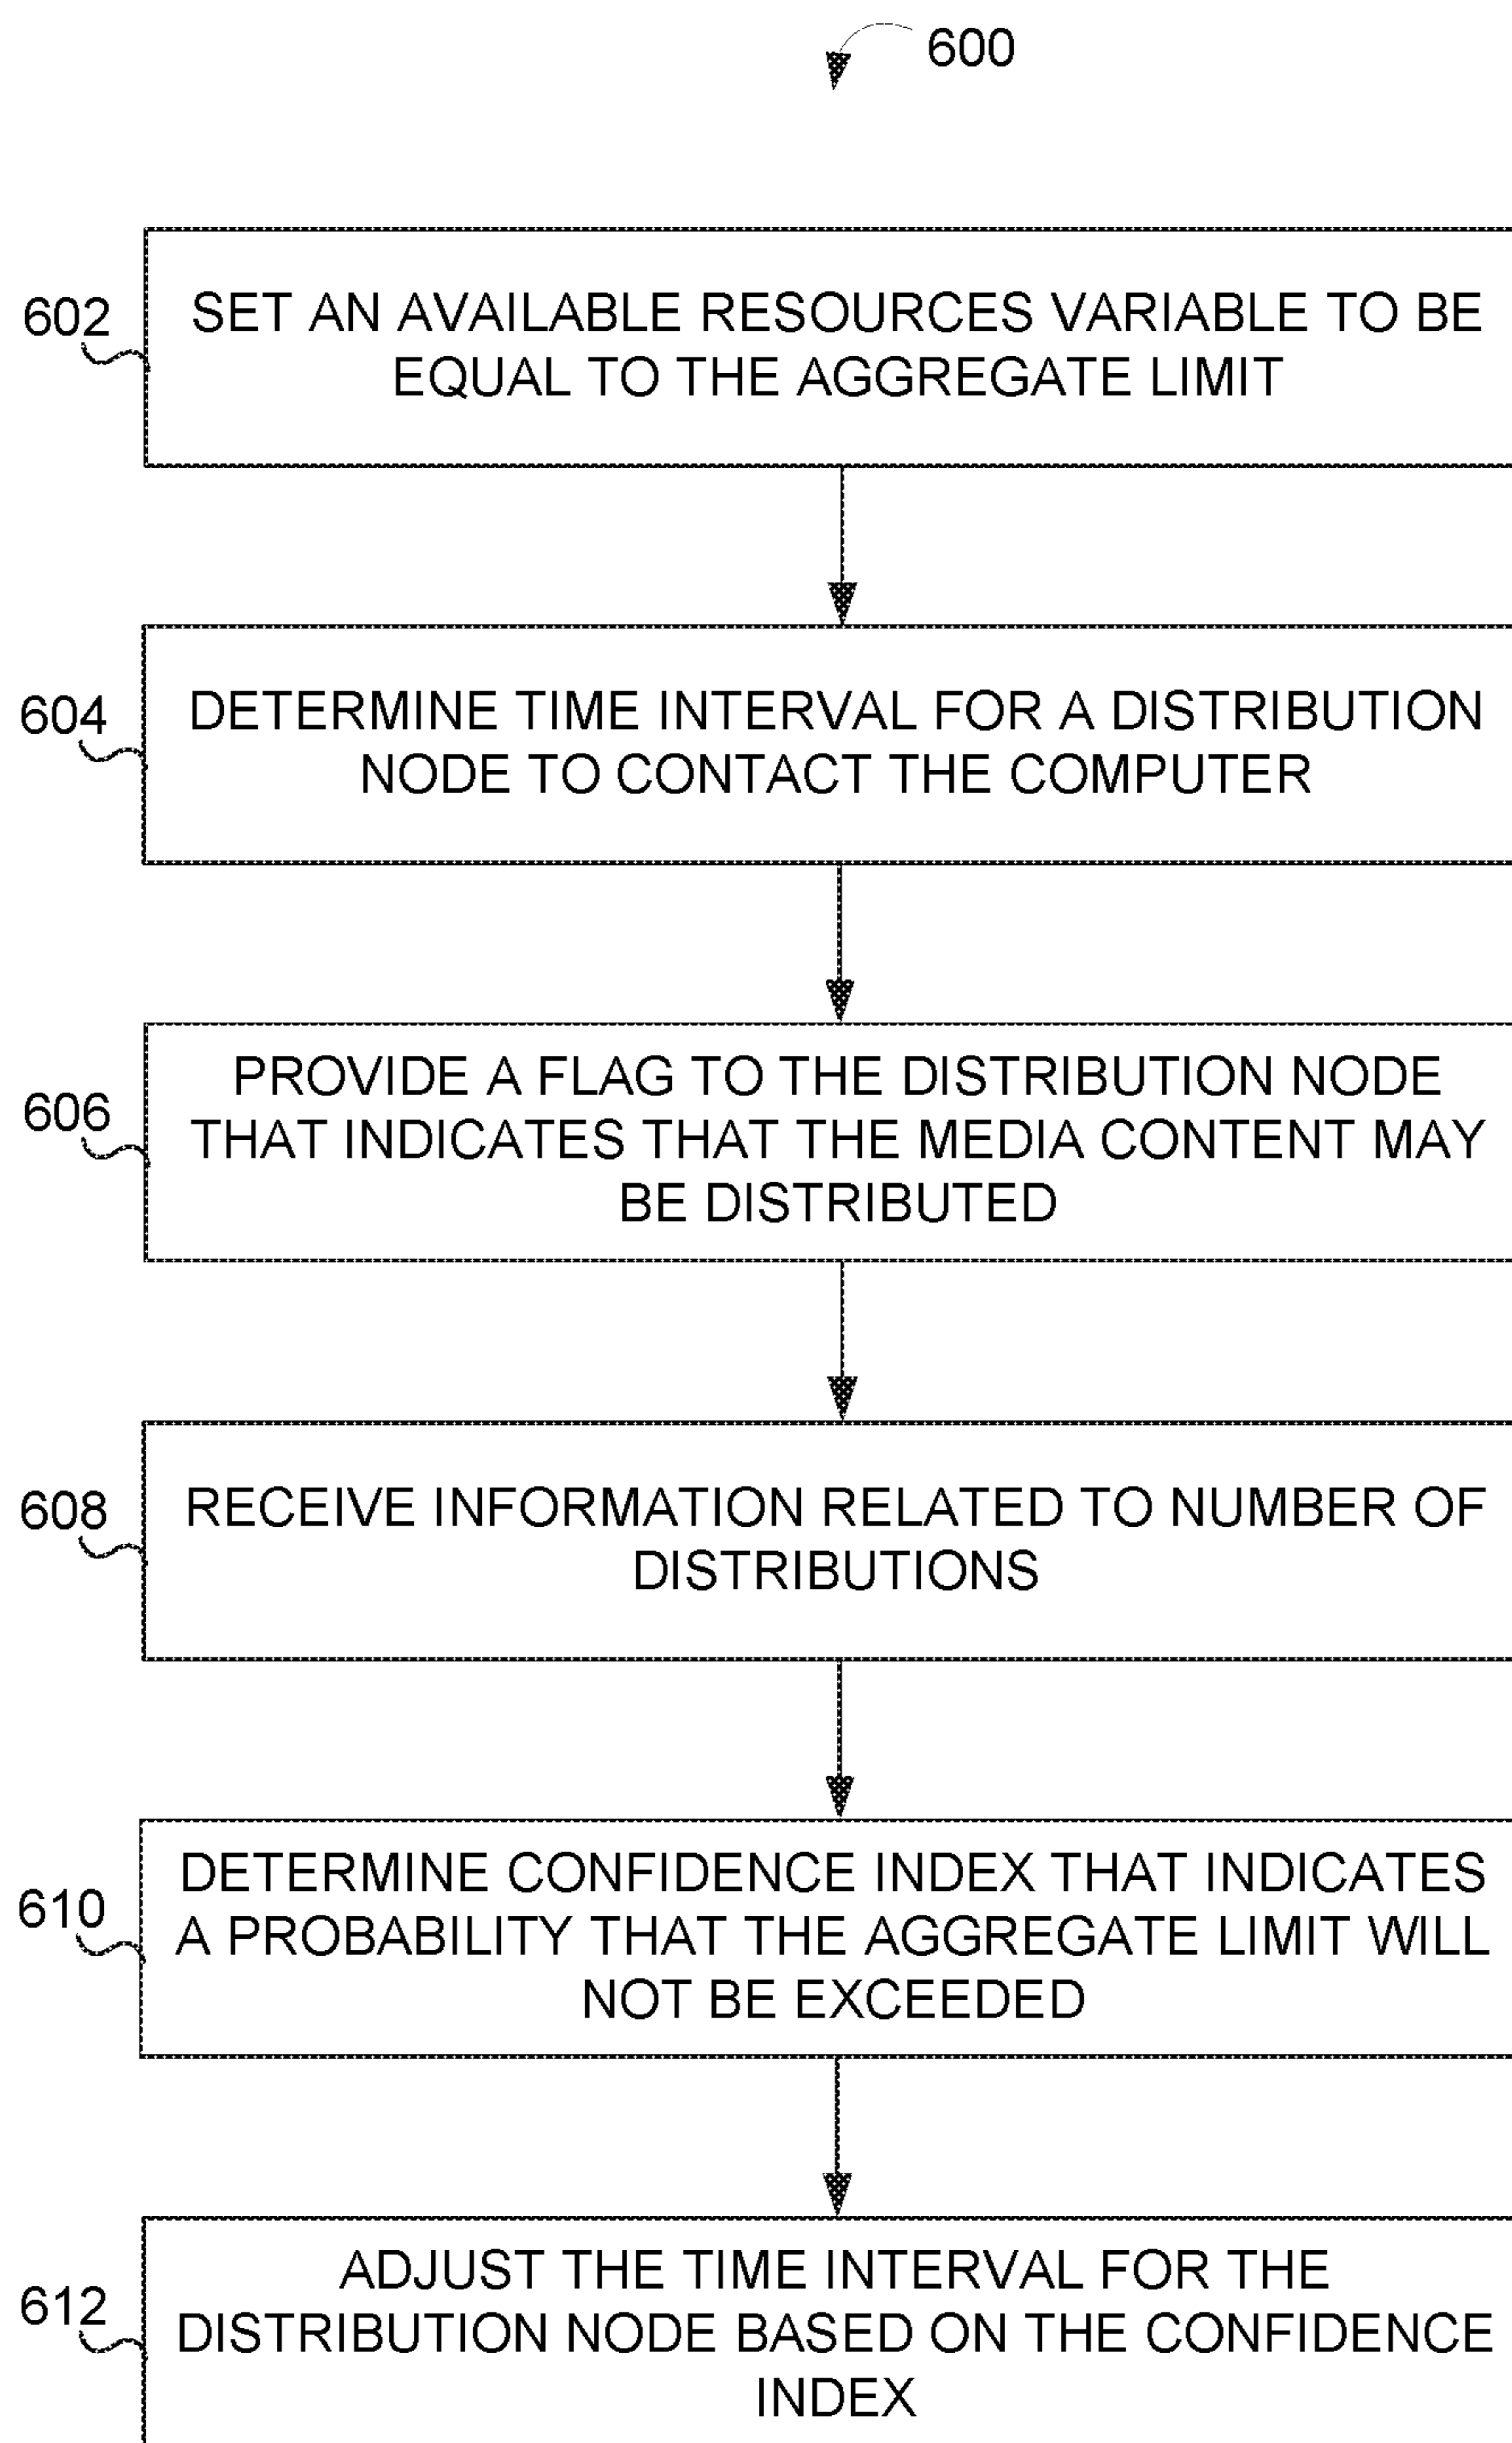 600
602
SET AN AVAILABLE RESOURCES VARIABLE TO BE
EQUAL TO THE AGGREGATE LIMIT
604
DETERMINE TIME INTERVAL FOR A DISTRIBUTION
NODE TO CONTACT THE COMPUTER
606
PROVIDE A FLAG TO THE DISTRIBUTION NODE
THAT INDICATES THAT THE MEDIA CONTENT MAY
BE DISTRIBUTED
608
RECEIVE INFORMATION RELATED TO NUMBER OF
DISTRIBUTIONS
610
DETERMINE CONFIDENCE INDEX THAT INDICATES
A PROBABILITY THAT THE AGGREGATE LIMIT WILL
NOT BE EXCEEDED
612
ADJUST THE TIME INTERVAL FOR THE
DISTRIBUTION NODE BASED ON THE CONFIDENCE
INDEX